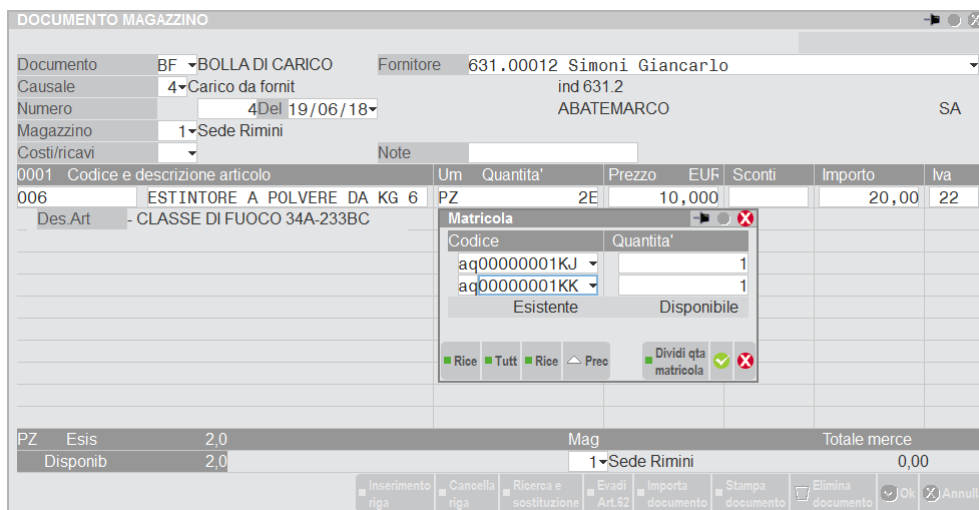 DOCUMENTO MAGAZZINO
Documento BF BOLLA DI CARICO Fornitore 631.00012 Simoni Giancarlo
Causale 4 Carico da fornit ind 631.2
Numero 4 Del 19/06/18 ABATEMARCO SA
Magazzino 1 Sede Rimini
Costi/ricavi Note
0001 Codice e descrizione articolo Um Quantita' Prezzo EUR Sconti Importo Iva
006 ESTINTORE A POLVERE DA KG 6 PZ 2E 10,000 20,00 22
Des.Art - CLASSE DI FUOCO 34A-233BC
Matricola
Codice Quantita'
aq00000001KJ 1
aq00000001KK 1
Esistente Disponibile
Rice Tutt Rice Prec Dividi qta matricola
PZ Esis 2,0 Mag Totale merce
Disponib 2,0 1 Sede Rimini 0,00
Inserimento riga Cancella riga Ricerca e sostituzione Evadi Art.62 Importa documento Stampa documento Elimina documento Ok Annull